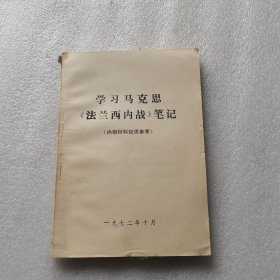 学习马克思
《法兰西内战》笔记
（内部材料仅供参考）
一九七二年十月